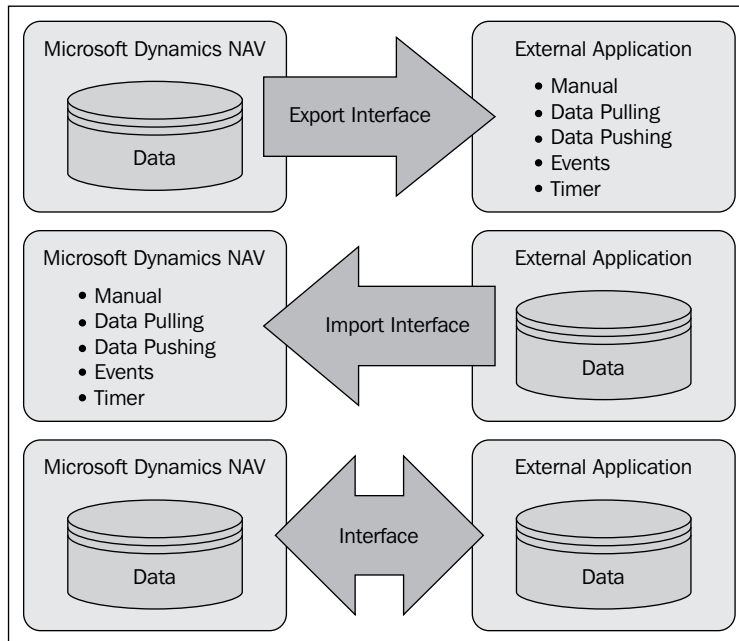 Microsoft Dynamics NAV
Data
Export Interface
External Application
• Manual
• Data Pulling
• Data Pushing
• Events
• Timer
Microsoft Dynamics NAV
• Manual
• Data Pulling
• Data Pushing
• Events
• Timer
Import Interface
External Application
Data
Microsoft Dynamics NAV
Data
Interface
External Application
Data